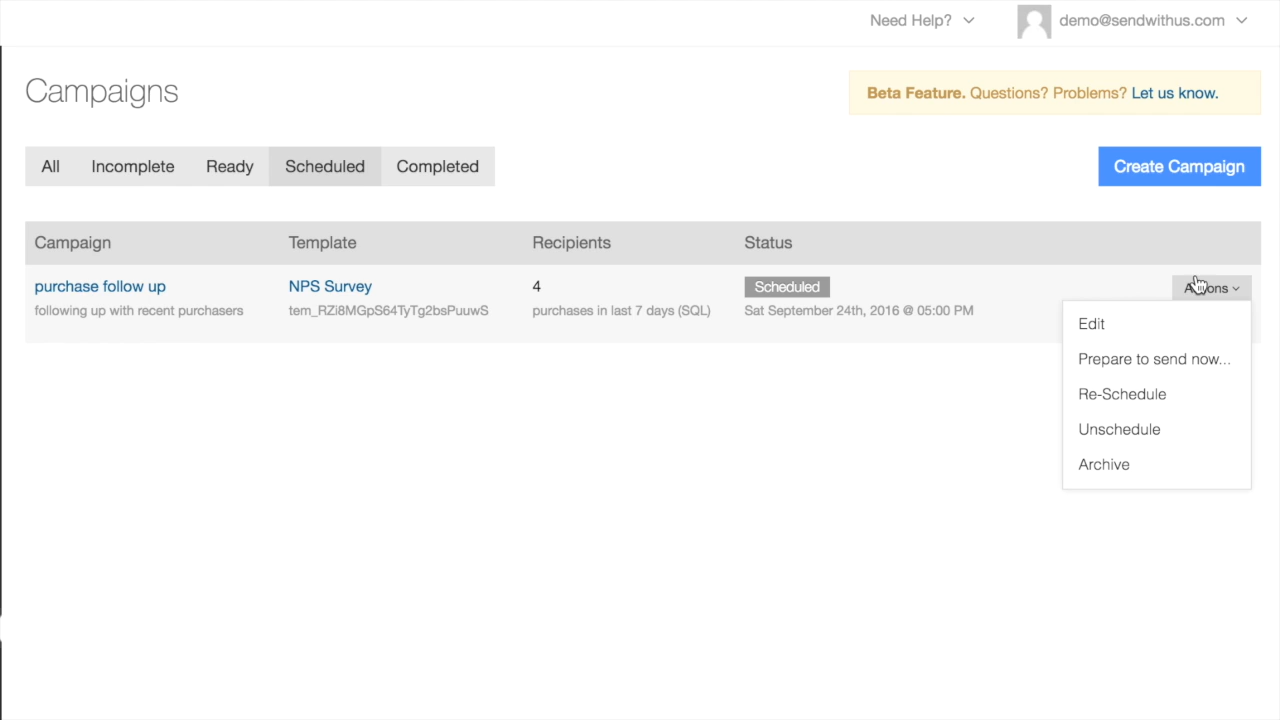 Need Help?
demo@sendwithus.com
Campaigns
Beta Feature. Questions? Problems? Let us know.
All Incomplete Ready Scheduled Completed
Create Campaign
Campaign Template Recipients Status
purchase follow up NPS Survey 4 Scheduled
following up with recent purchasers tem_RZi8MGpS64TyTg2bsPuuwS purchases in last 7 days (SQL) Sat September 24th, 2016 @ 05:00 PM
Edit
Prepare to send now...
Re-Schedule
Unschedule
Archive